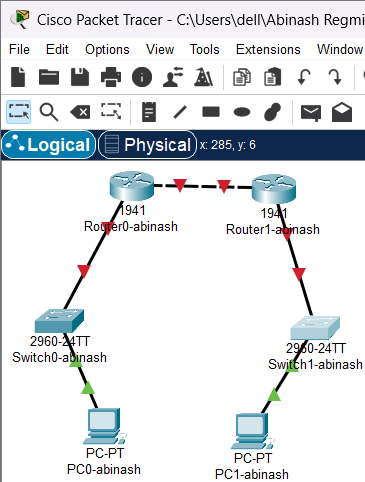 Cisco Packet Tracer - C:\Users\dell\Abinash Regmi
File Edit Options View Tools Extensions Window
Logical Physical x: 285, y: 6
1941
Router0-abinash
1941
Router1-abinash
2960-24TT
Switch0-abinash
2960-24TT
Switch1-abinash
PC-PT
PC0-abinash
PC-PT
PC1-abinash